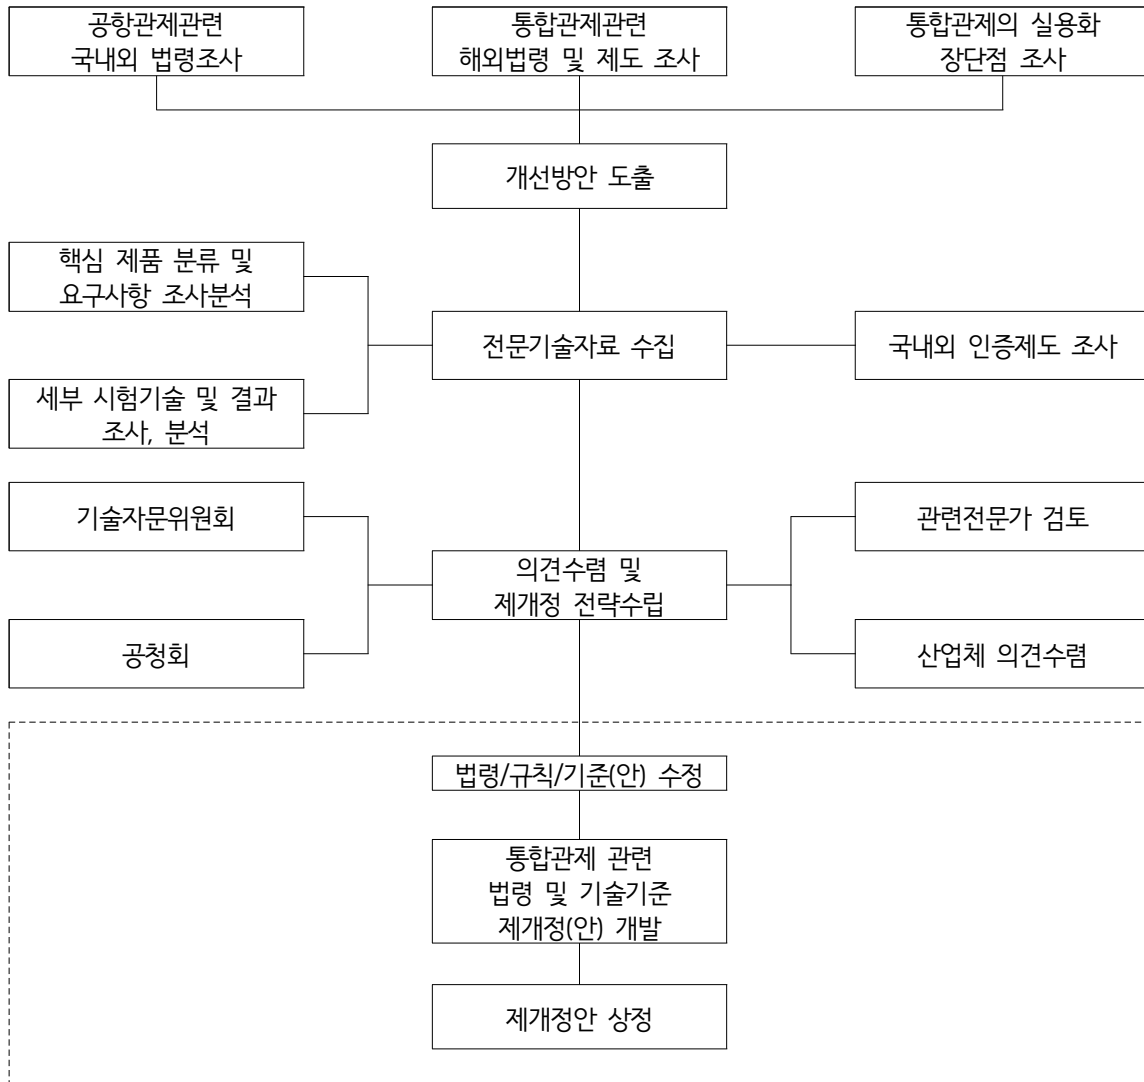 공항관제관련
국내외 법령조사
통합관제관련
해외법령 및 제도 조사
통합관제의 실용화
장단점 조사
개선방안 도출
핵심 제품 분류 및
요구사항 조사분석
전문기술자료 수집
국내외 인증제도 조사
세부 시험기술 및 결과
조사, 분석
기술자문위원회
관련전문가 검토
의견수렴 및
제개정 전략수립
공청회
산업체 의견수렴
법령/규칙/기준(안) 수정
통합관제 관련
법령 및 기술기준
제개정(안) 개발
제개정안 상정